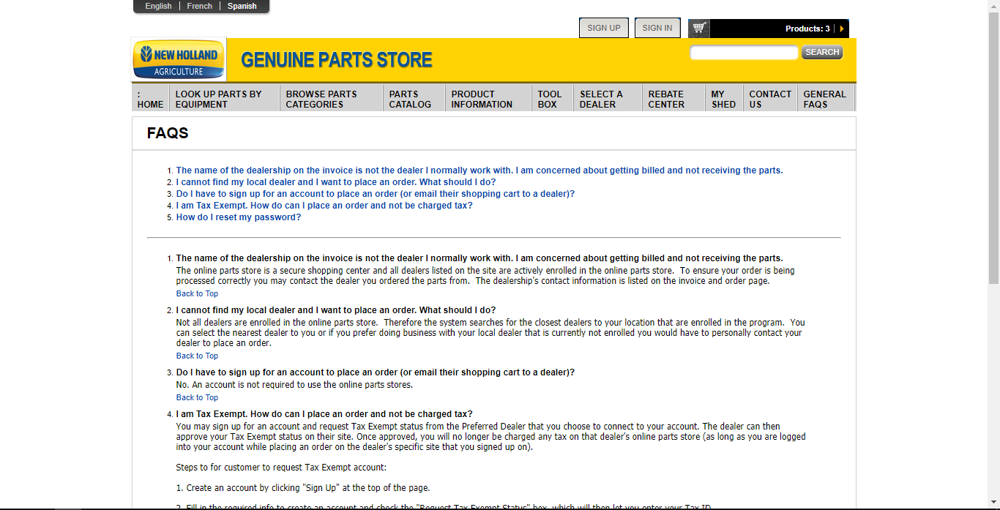 English French Spanish
SIGN UP SIGN IN Products: 3
NEW HOLLAND
AGRICULTURE
GENUINE PARTS STORE
SEARCH
: HOME
LOOK UP PARTS BY EQUIPMENT
BROWSE PARTS CATEGORIES
PARTS CATALOG
PRODUCT INFORMATION
TOOL BOX
SELECT A DEALER
REBATE CENTER
MY SHED
CONTACT US
GENERAL FAQS
FAQS
1. The name of the dealership on the invoice is not the dealer I normally work with. I am concerned about getting billed and not receiving the parts.
2. I cannot find my local dealer and I want to place an order. What should I do?
3. Do I have to sign up for an account to place an order (or email their shopping cart to a dealer)?
4. I am Tax Exempt. How do can I place an order and not be charged tax?
5. How do I reset my password?
1. The name of the dealership on the invoice is not the dealer I normally work with. I am concerned about getting billed and not receiving the parts.
The online parts store is a secure shopping center and all dealers listed on the site are actively enrolled in the online parts store. To ensure your order is being
processed correctly you may contact the dealer you ordered the parts from. The dealership's contact information is listed on the invoice and order page.
Back to Top
2. I cannot find my local dealer and I want to place an order. What should I do?
Not all dealers are enrolled in the online parts store. Therefore the system searches for the closest dealers to your location that are enrolled in the program. You
can select the nearest dealer to you or if you prefer doing business with your local dealer that is currently not enrolled you would have to personally contact your
dealer to place an order.
Back to Top
3. Do I have to sign up for an account to place an order (or email their shopping cart to a dealer)?
No. An account is not required to use the online parts stores.
Back to Top
4. I am Tax Exempt. How do can I place an order and not be charged tax?
You may sign up for an account and request Tax Exempt status from the Preferred Dealer that you choose to connect to your account. The dealer can then
approve your Tax Exempt status on their site. Once approved, you will no longer be charged any tax on that dealer's online parts store (as long as you are logged
into your account while placing an order on the dealer's specific site that you signed up on).
Steps to for customer to request Tax Exempt account:
1. Create an account by clicking "Sign Up" at the top of the page.
2. Fill in the required info to create an account and check the "Request Tax Exempt Status" box, which will then let you enter your Tax ID